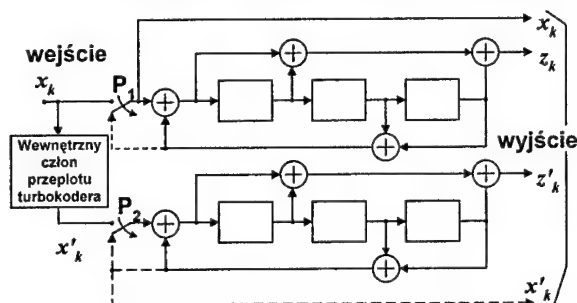 x_k
wejście
z_k
x_k
P_1
Wewnętrzny
człon
przeplotu
turbokodera
wyjście
P_2
z'_k
x'_k
x'_k